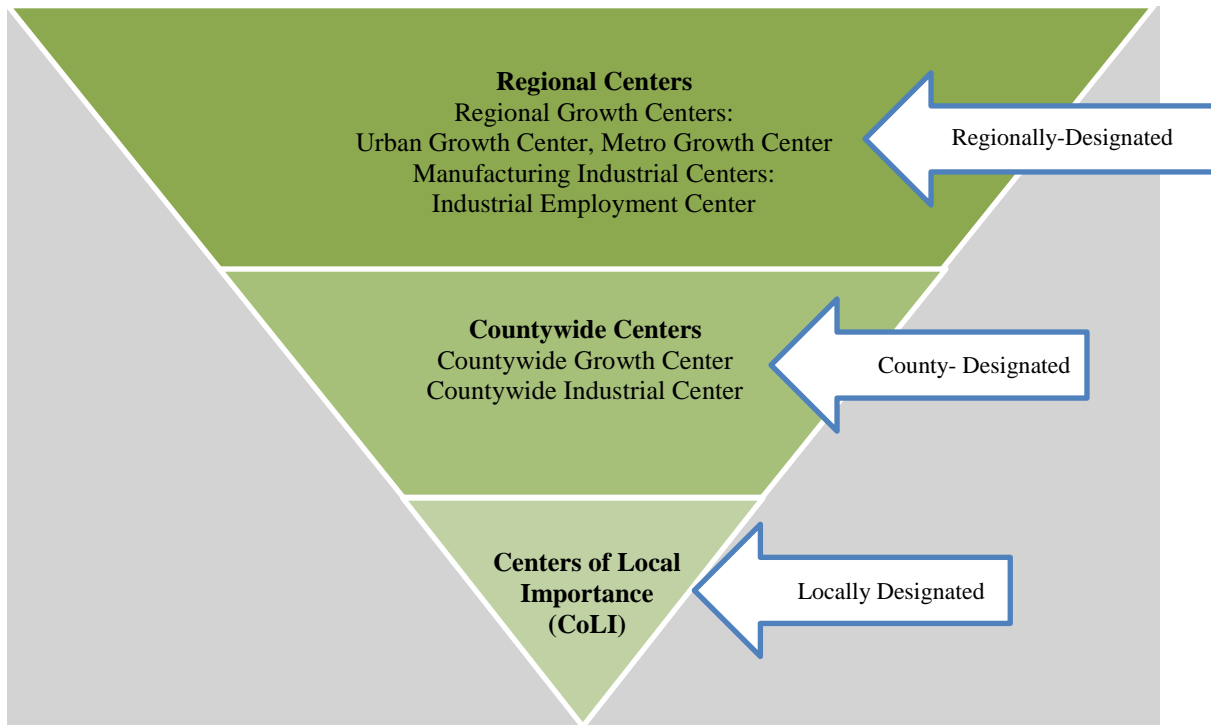 Regional Centers
Regional Growth Centers:
Urban Growth Center, Metro Growth Center
Manufacturing Industrial Centers:
Industrial Employment Center
Regionally-Designated
Countywide Centers
Countywide Growth Center
Countywide Industrial Center
County- Designated
Centers of Local
Importance
(CoLI)
Locally Designated